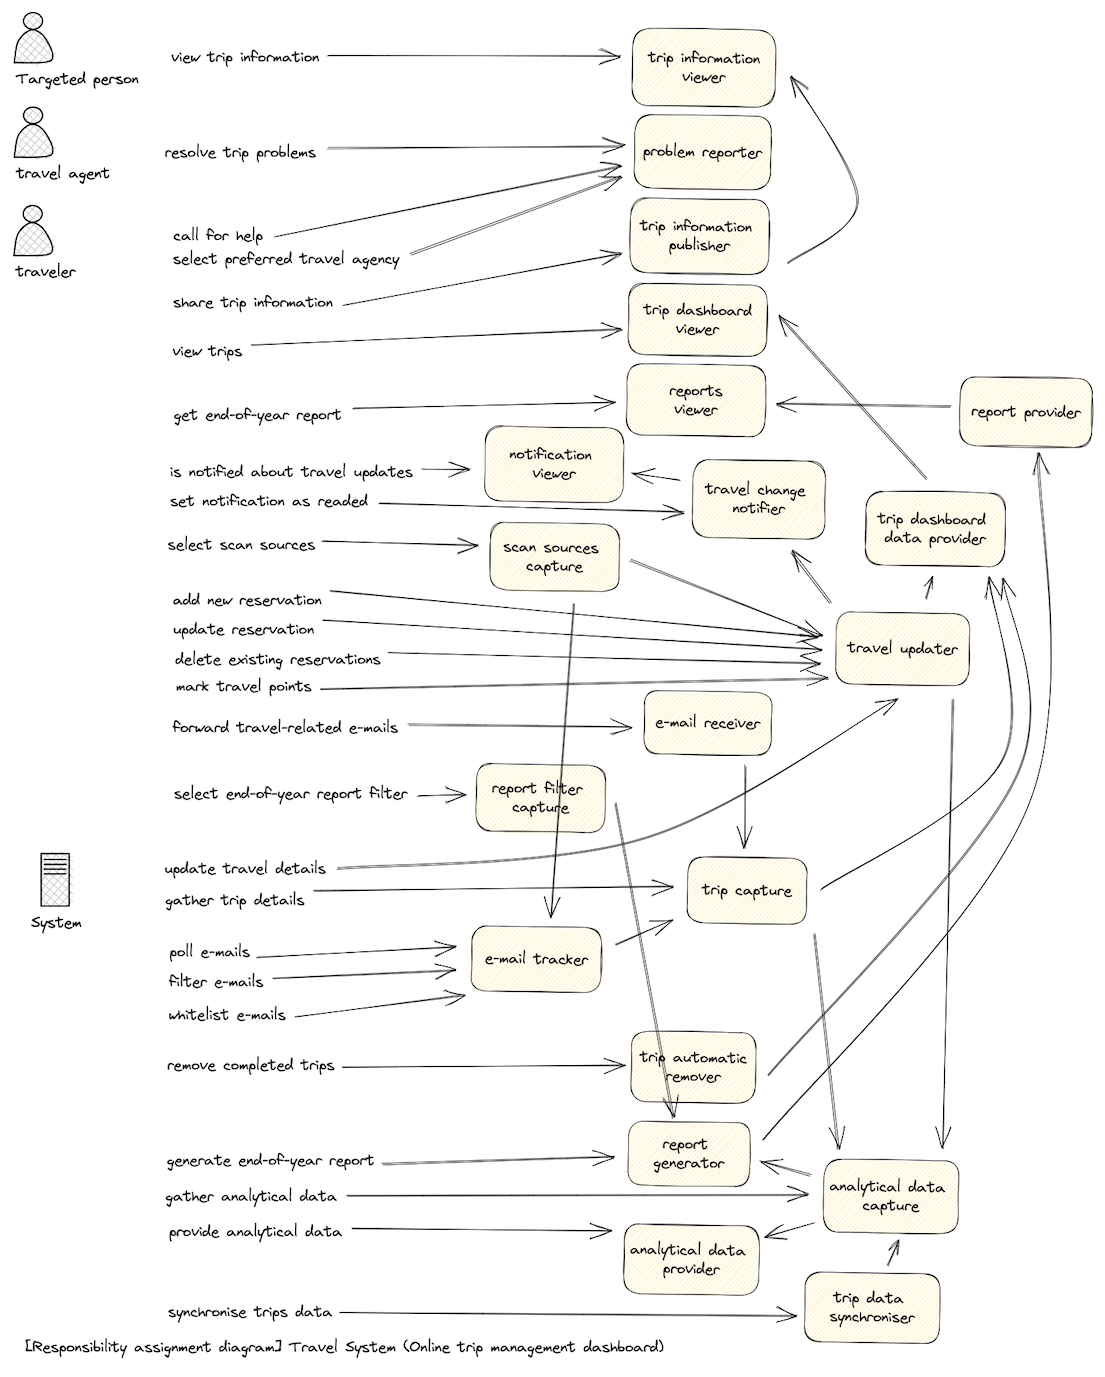 view trip information
trip information
viewer
Targeted person
resolve trip problems
problem reporter
travel agent
call for help
select preferred travel agency
trip information
publisher
traveler
share trip information
trip dashboard
viewer
view trips
get end-of-year report
reports
viewer
report provider
is notified about travel updates
notification
viewer
set notification as readed
travel change
notifier
trip dashboard
data provider
select scan sources
scan sources
capture
add new reservation
update reservation
delete existing reservations
mark travel points
travel updater
forward travel-related e-mails
e-mail receiver
select end-of-year report filter
report filter
capture
update travel details
gather trip details
trip capture
System
poll e-mails
filter e-mails
whitelist e-mails
e-mail tracker
remove completed trips
trip automatic
remover
generate end-of-year report
report
generator
gather analytical data
analytical data
capture
provide analytical data
analytical data
provider
synchronise trips data
trip data
synchroniser
[Responsibility assignment diagram] Travel System (Online trip management dashboard)